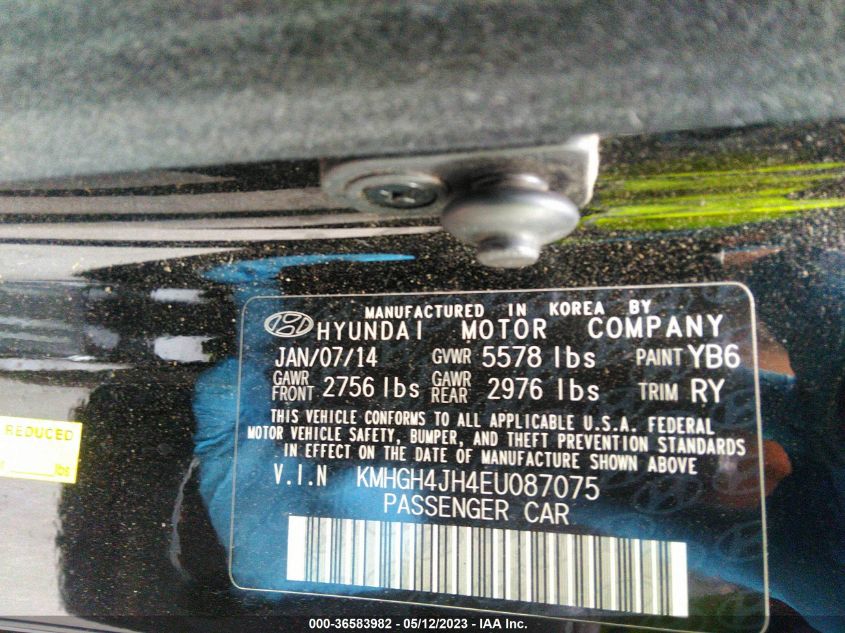 MANUFACTURED IN KOREA BY
HYUNDAI MOTOR COMPANY
JAN/07/14 GVWR 5578 lbs PAINT YB6
GAWR FRONT 2756 lbs GAWR REAR 2976 lbs TRIM RY
THIS VEHICLE CONFORMS TO ALL APPLICABLE U.S.A. FEDERAL
MOTOR VEHICLE SAFETY, BUMPER, AND THEFT PREVENTION STANDARDS
IN EFFECT ON THE DATE OF MANUFACTURE SHOWN ABOVE.
V.I.N KMHGH4JH4EU087075
PASSENGER CAR
REDUCED
lbs
000-36583982 - 05/12/2023 - IAA Inc.